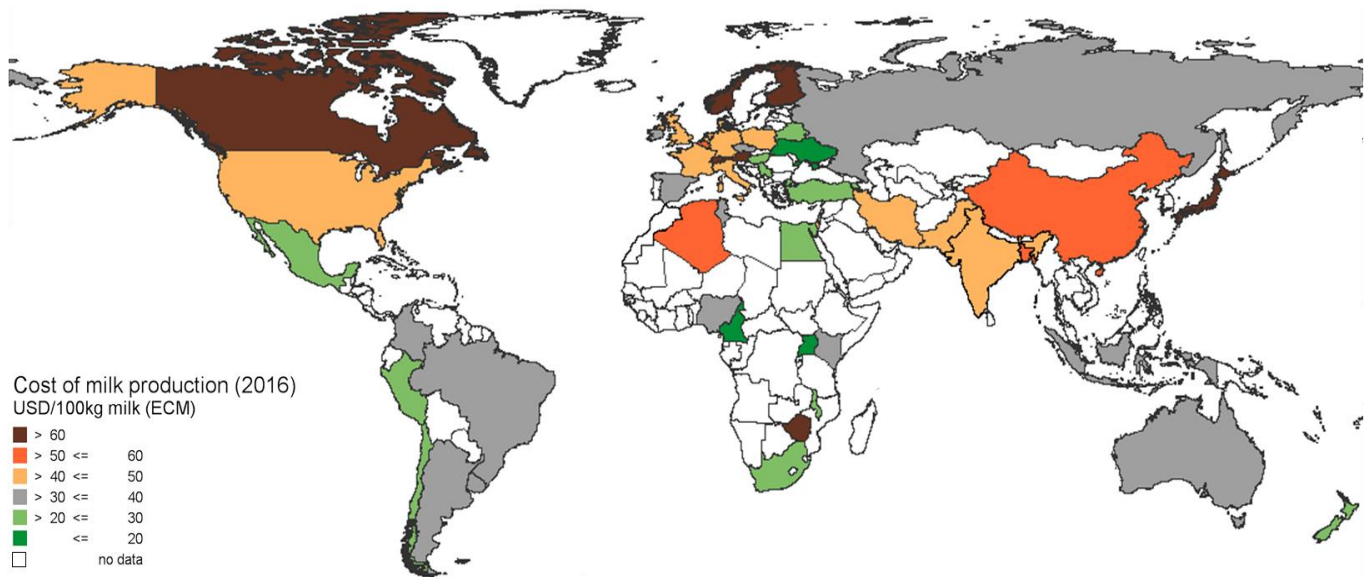 Cost of milk production (2016)
USD/100kg milk (ECM)
> 60
> 50 <= 60
> 40 <= 50
> 30 <= 40
> 20 <= 30
<= 20
no data